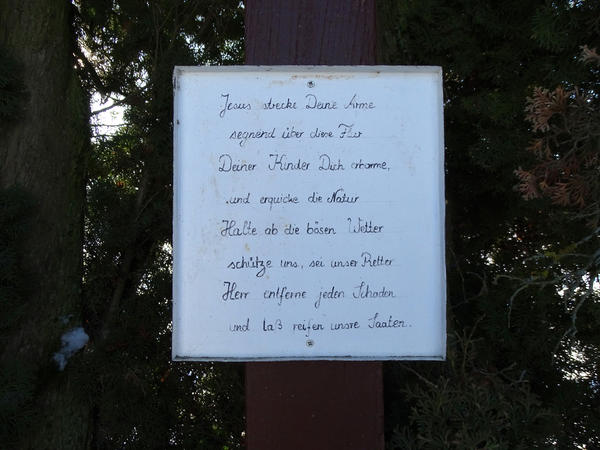 Jesus strecke Deine Arme
segnend über diese Flur
Deiner Kinder Dich erbarme,
und erquicke die Natur
Halte ab die bösen Wetter
schütze uns, sei unser Retter
Herr entferne jeden Schaden
und laß reifen unsre Saaten.